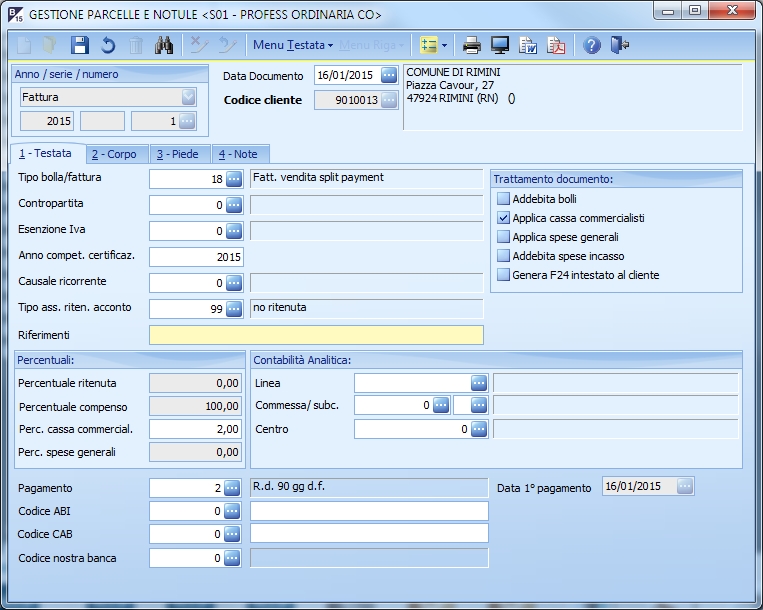 B 15 GESTIONE PARCELLE E NOTULE <S01 - PROFESS ORDINARIA CO>
Menu Testata Menu Riga
Anno / serie / numero
Fattura
2015 1
Data Documento 16/01/2015
Codice cliente 9010013
COMUNE DI RIMINI
Piazza Cavour, 27
47924 RIMINI (RN) ()
1 - Testata 2 - Corpo 3 - Piede 4 - Note
Tipo bolla/fattura 18 Fatt. vendita split payment
Contropartita 0
Esenzione Iva 0
Anno compet. certificaz. 2015
Causale ricorrente 0
Tipo ass. riten. acconto 99 no ritenuta
Riferimenti
Trattamento documento:
Addebita bolli
Applica cassa commercialisti
Applica spese generali
Addebita spese incasso
Genera F24 intestato al cliente
Percentuali:
Percentuale ritenuta 0,00
Percentuale compenso 100,00
Perc. cassa commercial. 2,00
Perc. spese generali 0,00
Contabilità Analitica:
Linea
Commessa/ subc. 0
Centro 0
Pagamento 2 R.d. 90 gg d.f. Data 1° pagamento 16/01/2015
Codice ABI 0
Codice CAB 0
Codice nostra banca 0